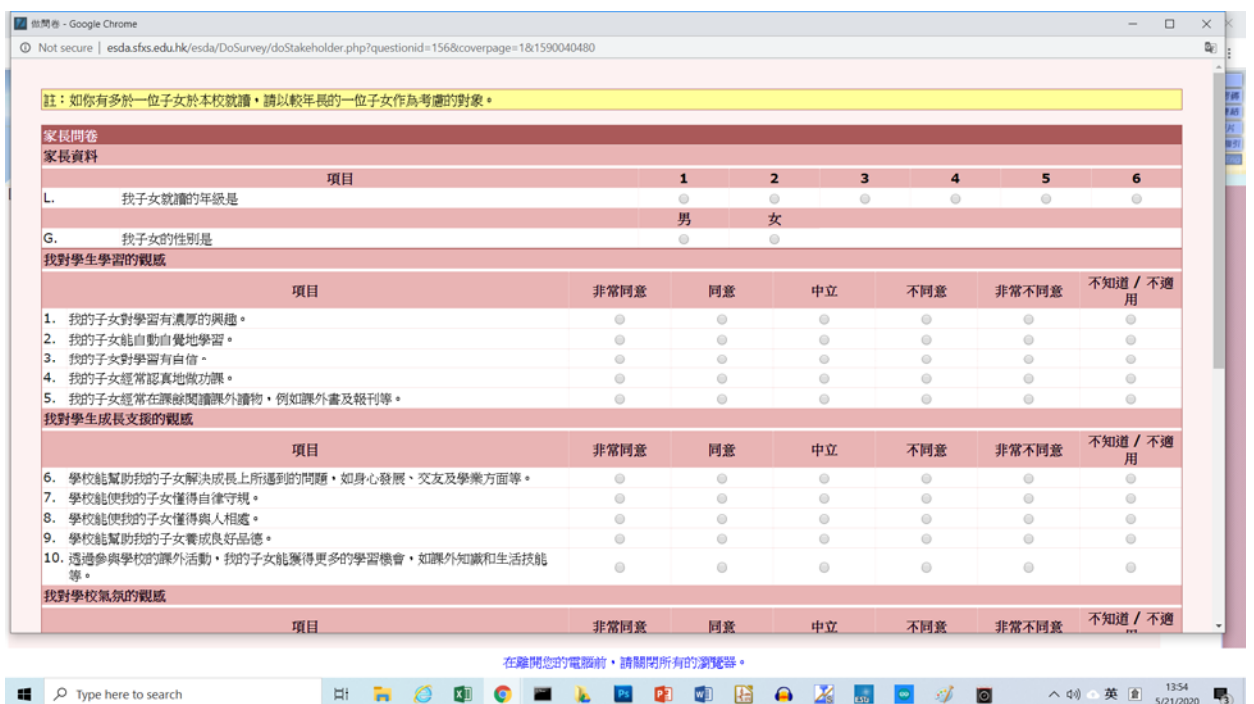 做問卷 - Google Chrome
Not secure | esda.sfxs.edu.hk/esda/DoSurvey/doStakeholder.php?questionid=156&coverpage=1&1590040480
註：如你有多於一位子女於本校就讀，請以較年長的一位子女作為考慮的對象。
家長問卷
家長資料
項目 1 2 3 4 5 6
L. 我子女就讀的年級是
男 女
G. 我子女的性別是
我對學生學習的觀感
項目 非常同意 同意 中立 不同意 非常不同意 不知道 / 不適用
1. 我的子女對學習有濃厚的興趣。
2. 我的子女能自動自覺地學習。
3. 我的子女對學習有自信。
4. 我的子女經常認真地做功課。
5. 我的子女經常在課餘閱讀課外讀物，例如課外書及報刊等。
我對學生成長支援的觀感
項目 非常同意 同意 中立 不同意 非常不同意 不知道 / 不適用
6. 學校能幫助我的子女解決成長上所遇到的問題，如身心發展、交友及學業方面等。
7. 學校能使我的子女懂得自律守規。
8. 學校能使我的子女懂得與人相處。
9. 學校能幫助我的子女養成良好品德。
10. 透過參與學校的課外活動，我的子女能獲得更多的學習機會，如課外知識和生活技能
等。
我對學校氣氛的觀感
項目 非常同意 同意 中立 不同意 非常不同意 不知道 / 不適
在離開您的電腦前，請關閉所有的瀏覽器。
Type here to search
英
13:54
5/21/2020